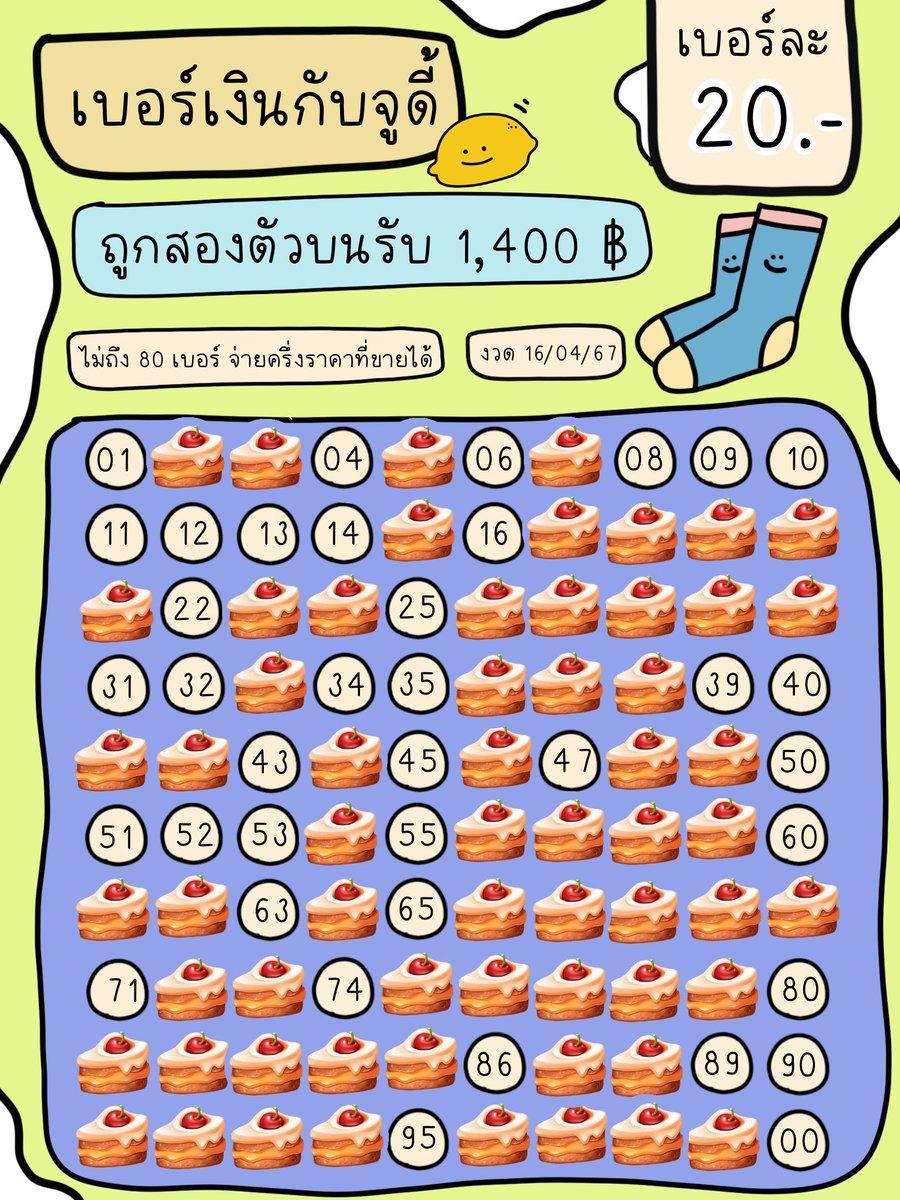 เบอร์ละ
20.-
เบอร์เงินกับจูดี้
ถูกสองตัวบนรับ 1,400 ฿
ไม่ถึง 80 เบอร์ จ่ายครึ่งราคาที่ขายได้
งวด 16/04/67
01 04 06 08 09 10
11 12 13 14 16
22 25
31 32 34 35 39 40
43 45 47 50
51 52 53 55 60
63 65
71 74 80
86 89 90
95 00